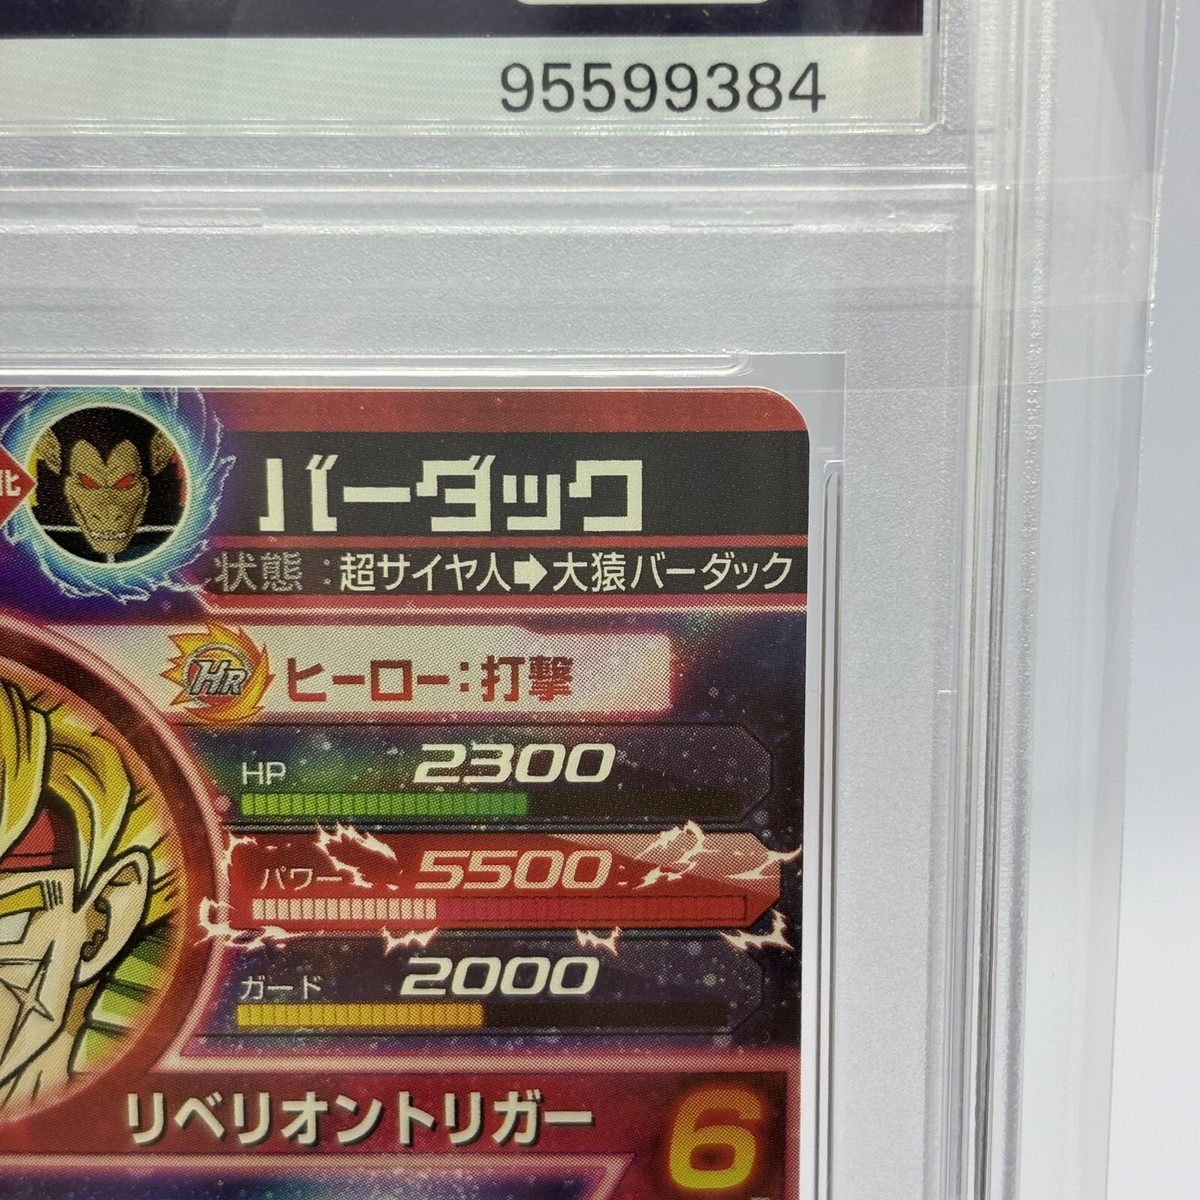 95599384
化
バーダック
状態：超サイヤ人➡大猿バーダック
HR ヒーロー：打撃
HP 2300
パワー 5500
ガード 2000
リベリオントリガー 6